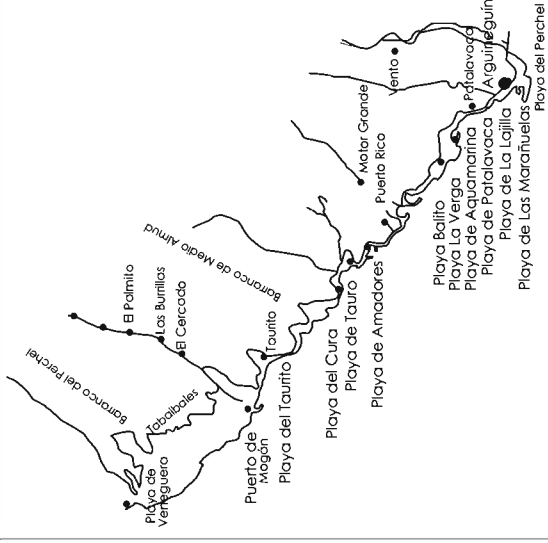 Playa del Perchel
Arguineguín
Patalavaca
Vento
Playa de Las Marañuelas
Playa de La Lajilla
Playa de Patalavaca
Playa de Aquamarina
Playa La Verga
Playa Balito
Motor Grande
Puerto Rico
Playa de Amadores
Playa de Tauro
Playa del Cura
Barranco de Medio Almud
Taurito
Playa del Taurito
El Palmito
Los Burrillos
El Cercado
Barranco del Perchel
Tabaibales
Puerto de
Mogón
Playa de
Veneguero